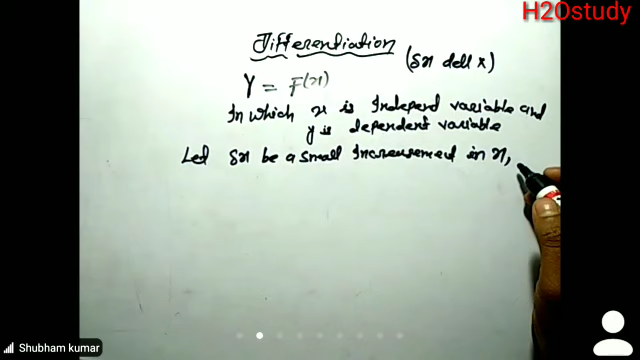 H2Ostudy
Differentiation
(δx dell x)
Y = F(x)
In which x is Independ variable and
y is dependent variable
Led δx be a small Increasement in x,
Shubham kumar